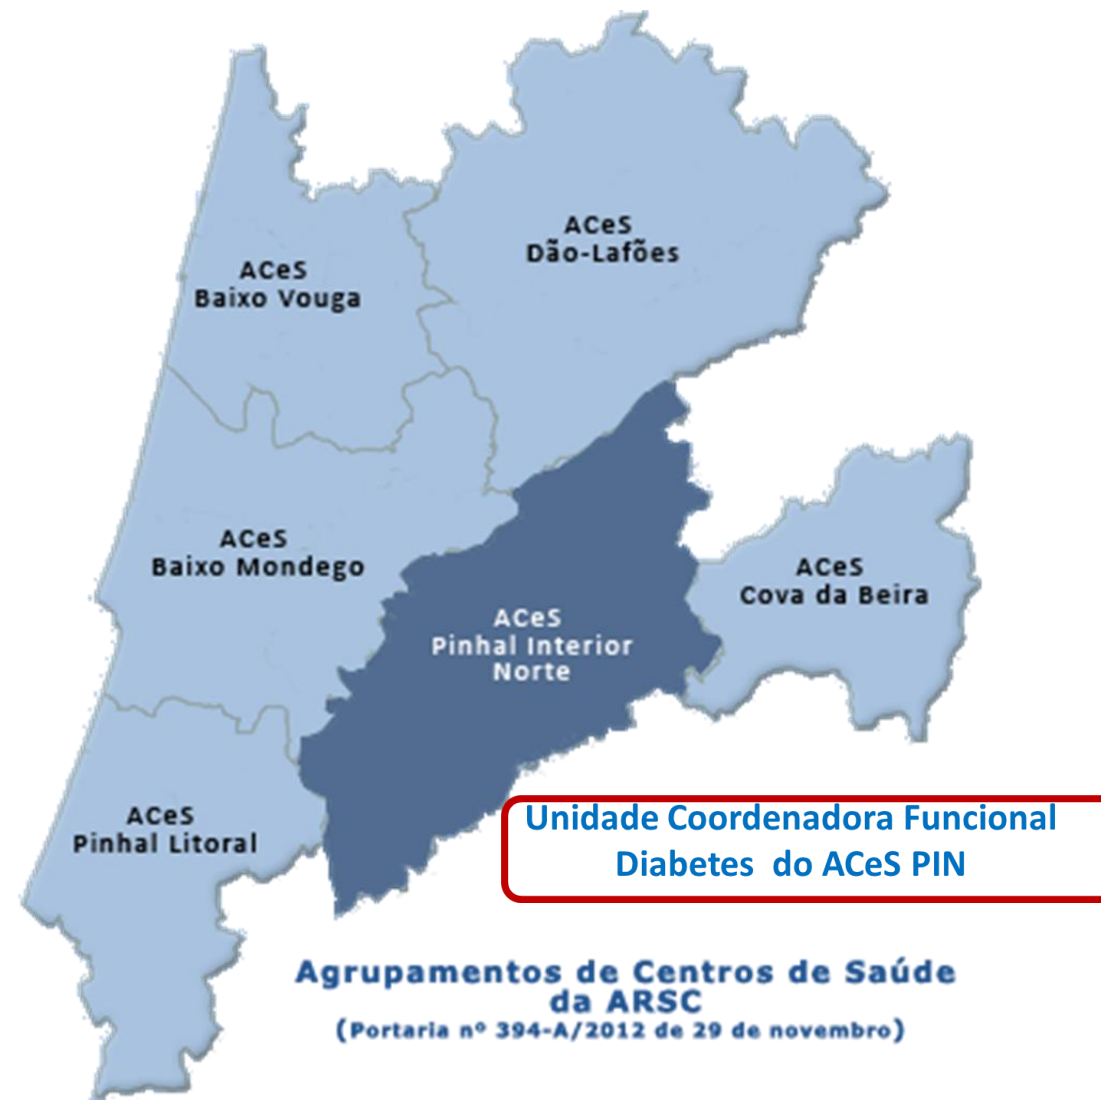 ACeS
Dão-Lafões
ACeS
Baixo Vouga
ACeS
Baixo Mondego
ACeS
Cova da Beira
ACeS
Pinhal Interior
Norte
ACeS
Pinhal Litoral
Unidade Coordenadora Funcional
Diabetes do ACeS PIN
Agrupamentos de Centros de Saúde
da ARSC
(Portaria nº 394-A/2012 de 29 de novembro)